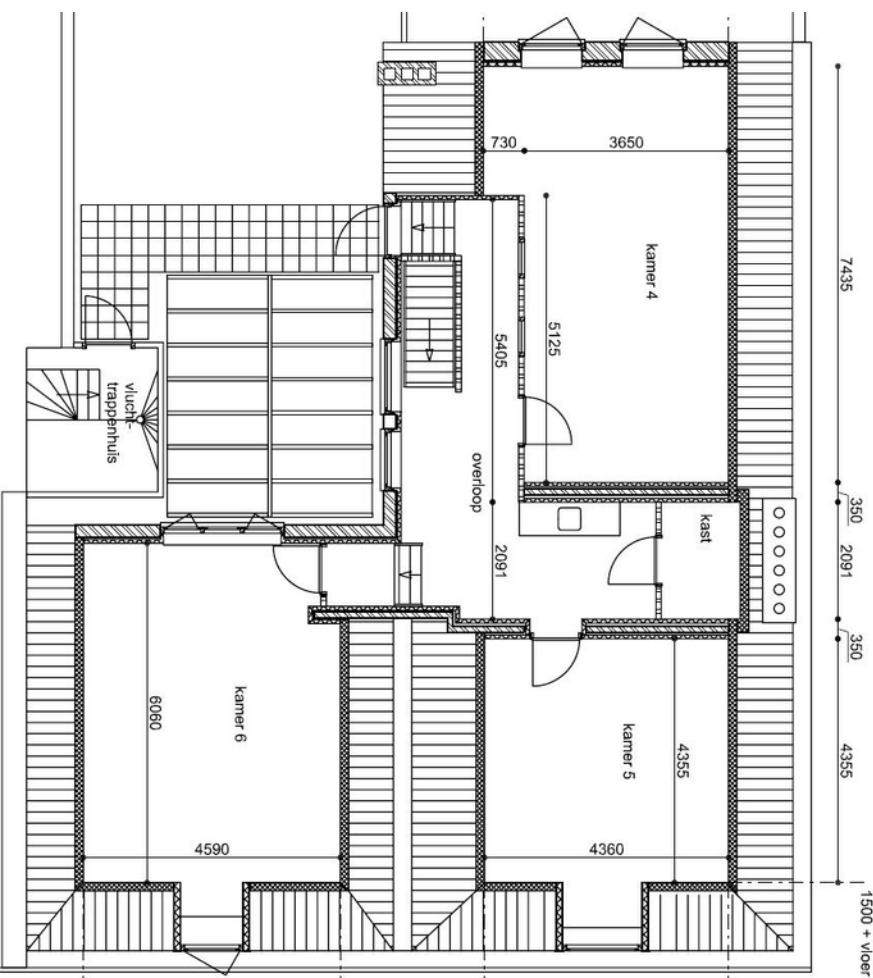 730
3650
kamer 4
7435
5125
5405
vlucht-
trappenhuis
overloop
kast
350
2091
2091
350
kamer 6
6060
kamer 5
4355
4355
4590
4360
1500 + vloer